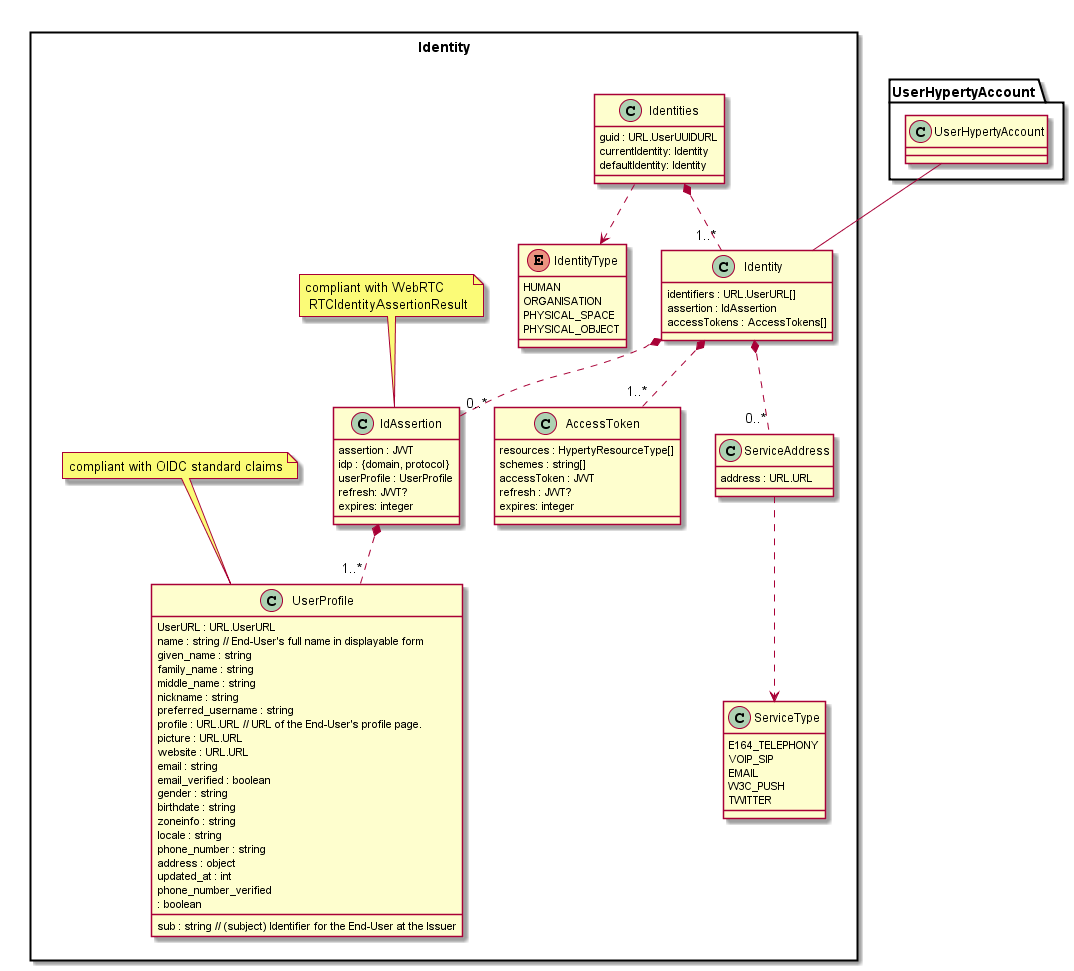 Identity
UserHypertyAccount
C UserHypertyAccount
C Identities
guid : URL.UserUUIDURL
currentIdentity: Identity
defaultIdentity: Identity
1..*
E IdentityType
HUMAN
ORGANISATION
PHYSICAL_SPACE
PHYSICAL_OBJECT
C Identity
identifiers : URL.UserURL[]
assertion : IdAssertion
accessTokens : AccessTokens[]
compliant with WebRTC
RTCIdentityAssertionResult
0..*
1..*
0..*
C IdAssertion
assertion : JWT
idp : {domain, protocol}
userProfile : UserProfile
refresh: JWT?
expires: integer
C AccessToken
resources : HypertyResourceType[]
schemes : string[]
accessToken : JWT
refresh : JWT?
expires: integer
C ServiceAddress
address : URL.URL
compliant with OIDC standard claims
1..*
C UserProfile
UserURL : URL.UserURL
name : string // End-User's full name in displayable form
given_name : string
family_name : string
middle_name : string
nickname : string
preferred_username : string
profile : URL.URL // URL of the End-User's profile page.
picture : URL.URL
website : URL.URL
email : string
email_verified : boolean
gender : string
birthdate : string
zoneinfo : string
locale : string
phone_number : string
address : object
updated_at : int
phone_number_verified
: boolean
sub : string // (subject) Identifier for the End-User at the Issuer
C ServiceType
E164_TELEPHONY
VOIP_SIP
EMAIL
W3C_PUSH
TWITTER